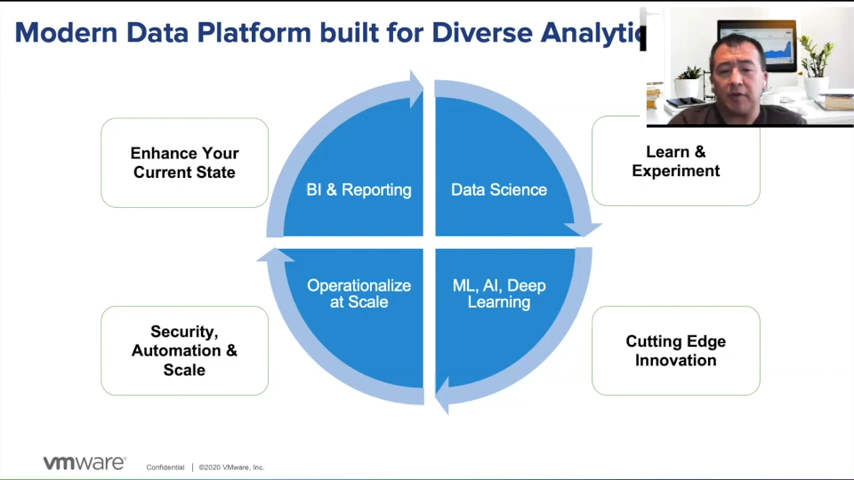 Modern Data Platform built for Diverse
Enhance Your
Current State
BI & Reporting
Data Science
Learn &
Experiment
Operationalize
at Scale
ML, AI, Deep
Learning
Security,
Automation &
Scale
Cutting Edge
Innovation
vmware
Confidential | ©2020 VMware, Inc.